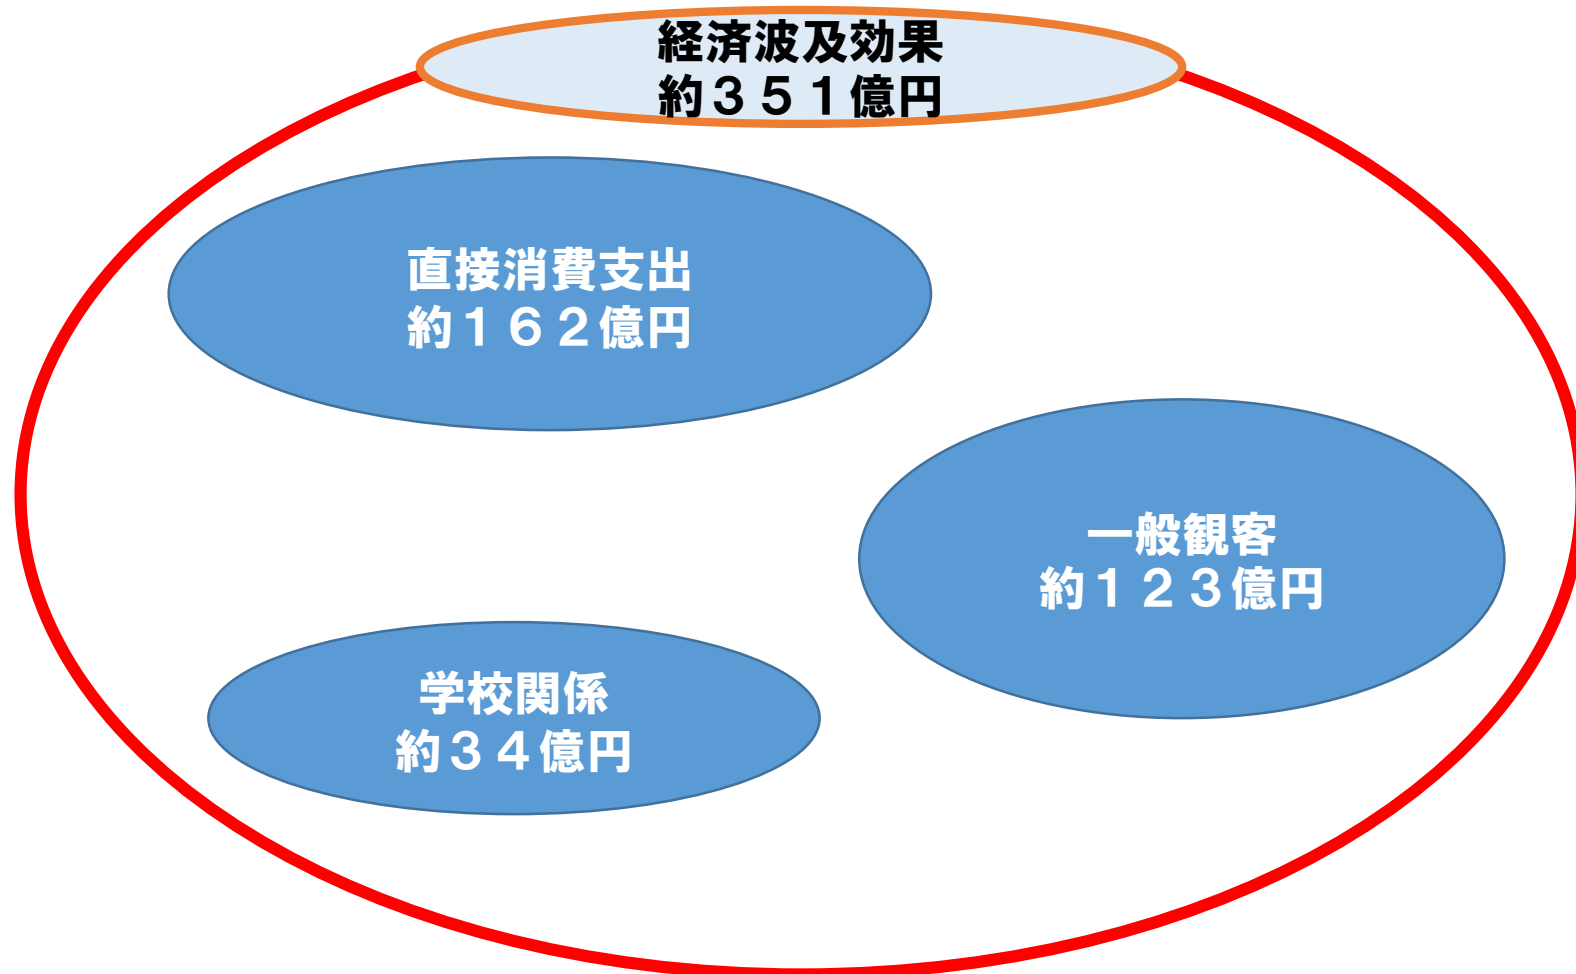 経済波及効果
約３５１億円
直接消費支出
約１６２億円
一般観客
約１２３億円
学校関係
約３４億円